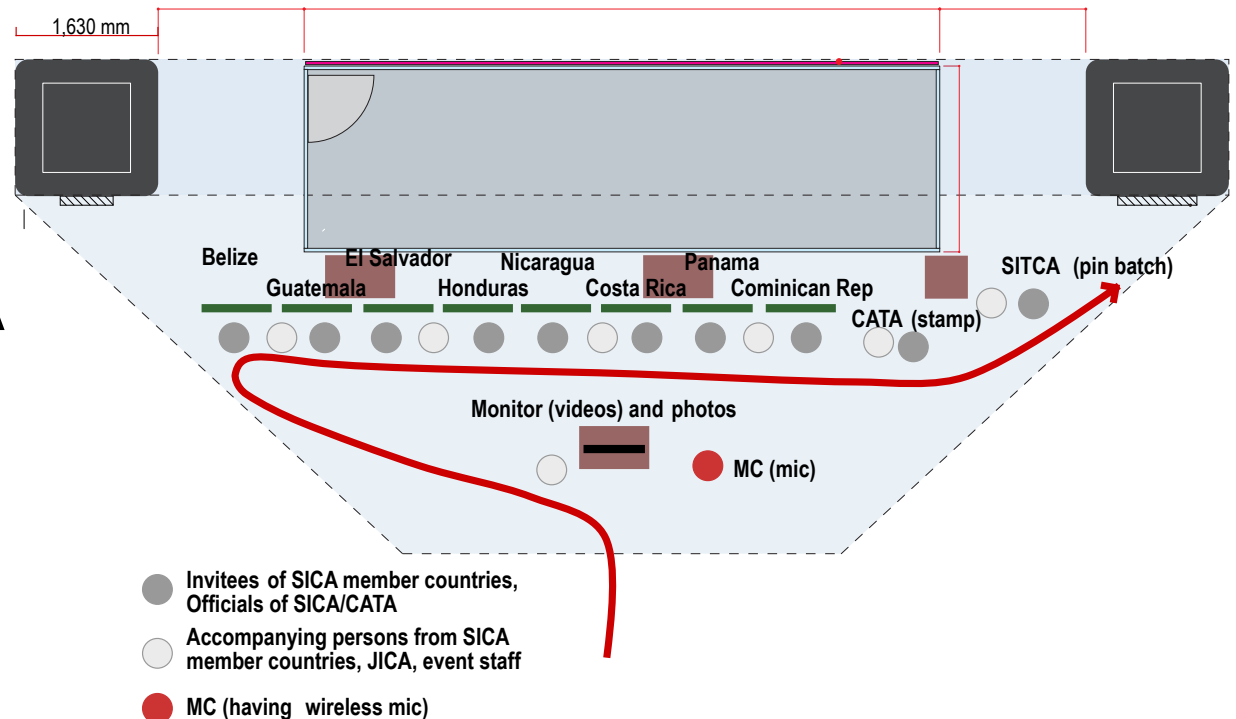 1,630 mm
Belize
El Salvador
Nicaragua
Panama
SITCA (pin batch)
Guatemala
Honduras
Costa Rica
Cominican Rep
CATA (stamp)
A
Monitor (videos) and photos
MC (mic)
Invitees of SICA member countries,
Officials of SICA/CATA
Accompanying persons from SICA
member countries, JICA, event staff
MC (having wireless mic)